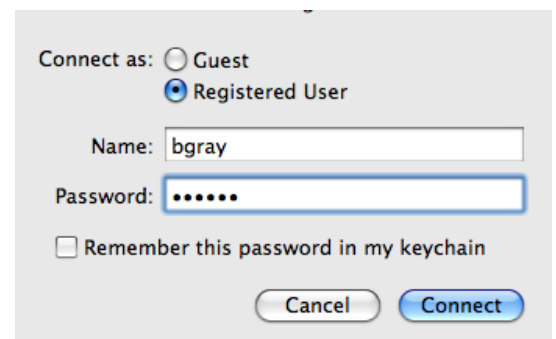 Connect as: Guest
Registered User
Name: bgray
Password: ••••••
Remember this password in my keychain
Cancel Connect